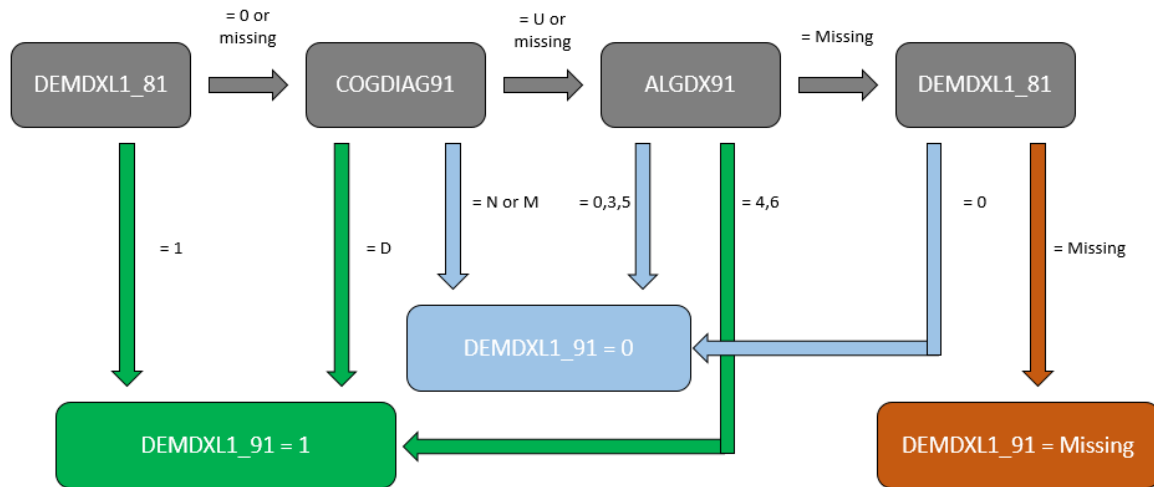 = 0 or
missing
= U or
missing
= Missing
DEMDXL1_81
COGDIAG91
ALGDX91
DEMDXL1_81
= 1
= D
= N or M
= 0,3,5
= 4,6
= 0
= Missing
DEMDXL1_91 = 0
DEMDXL1_91 = 1
DEMDXL1_91 = Missing